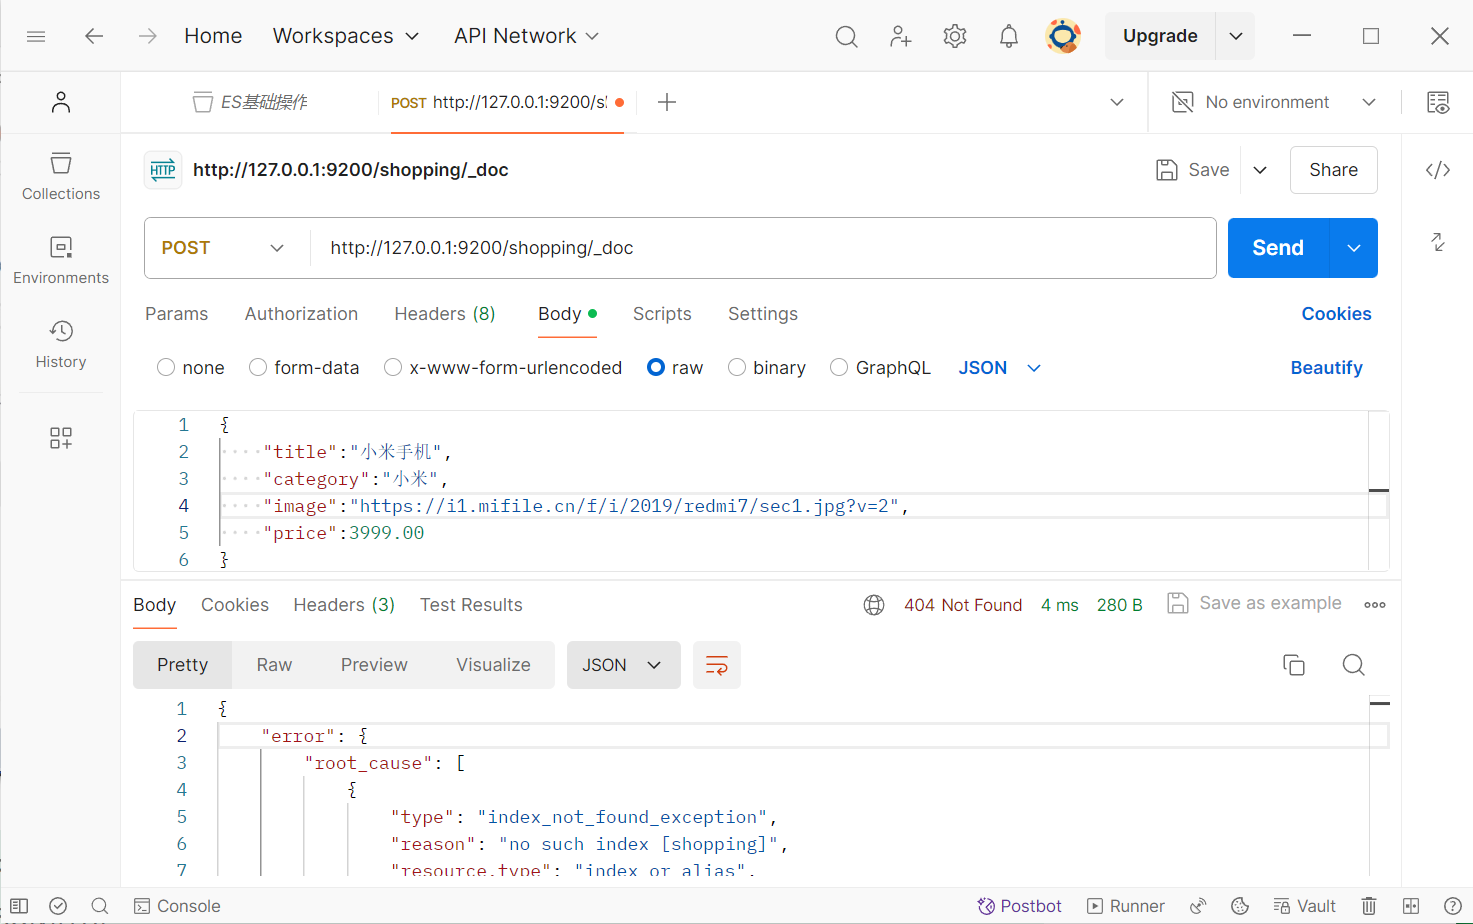 Home Workspaces API Network Upgrade
ES基础操作 POST http://127.0.0.1:9200/s No environment
HTTP http://127.0.0.1:9200/shopping/_doc Save Share
Collections
Environments
History
POST http://127.0.0.1:9200/shopping/_doc Send
Params Authorization Headers (8) Body Scripts Settings Cookies
none form-data x-www-form-urlencoded raw binary GraphQL JSON Beautify
1 {
2 "title":"小米手机",
3 "category":"小米",
4 "image":"https://i1.mifile.cn/f/i/2019/redmi7/sec1.jpg?v=2",
5 "price":3999.00
6 }
Body Cookies Headers (3) Test Results 404 Not Found 4 ms 280 B Save as example
Pretty Raw Preview Visualize JSON
1 {
2 "error": {
3 "root_cause": [
4 {
5 "type": "index_not_found_exception",
6 "reason": "no such index [shopping]",
7 "resource.type": "index_or_alias",
Console Postbot Runner Vault